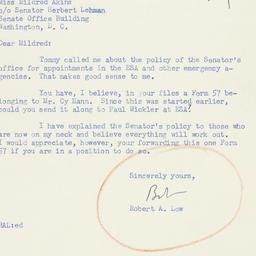 Miss Mildred Akins
c/o Senator Herbert Lehman
Senate Office Building
Washington, D. C.
Dear Mildred:
Tommy called me about the policy of the Senator's
office for appointments in the ESA and other emergency a-
gencies. That makes good sense to me.
You have, I believe, in your files a Form 57 be-
longing to Mr. Cy Mann. Since this was started earlier,
could you send it along to Paul Wickler at ESA?
I have explained the Senator's policy to those who
are now on my neck and believe everything will work out.
I would appreciate, however, your forwarding this one Form
57 if you are in a position to do so.
Sincerely yours,
Bob
Robert A. Low
RAL:ed